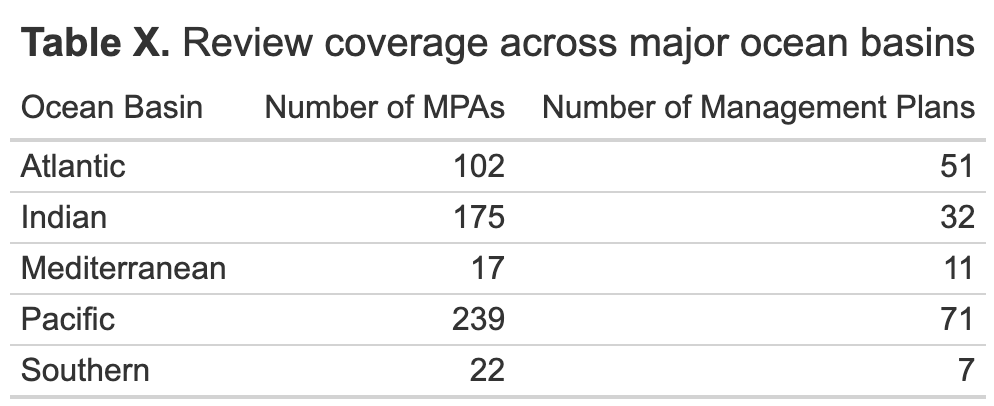 Table X. Review coverage across major ocean basins
Ocean Basin Number of MPAs Number of Management Plans
Atlantic 102 51
Indian 175 32
Mediterranean 17 11
Pacific 239 71
Southern 22 7